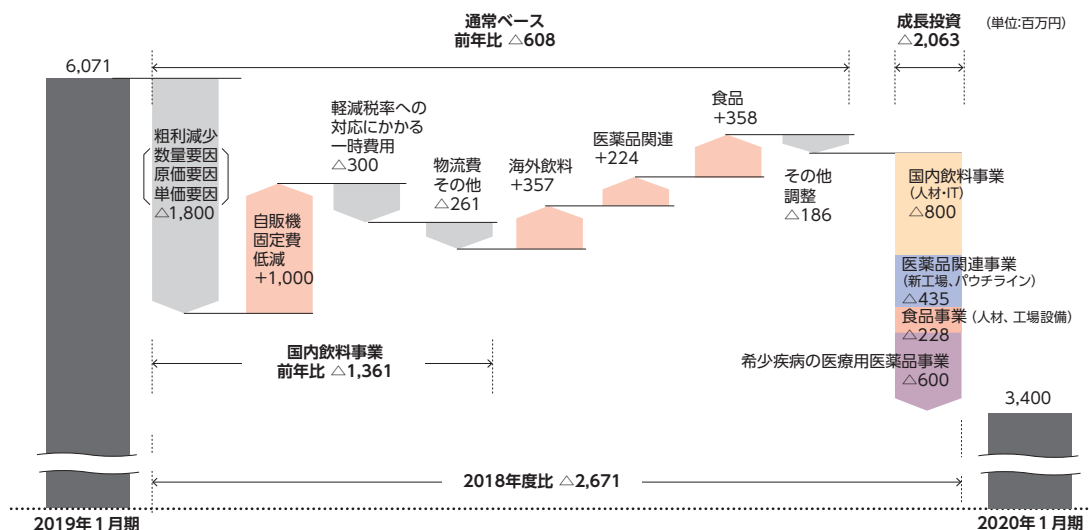 通常ベース
前年比 △608
成長投資
△2,063
(単位:百万円)
6,071
粗利減少
数量要因
原価要因
単価要因
△1,800
自販機
固定費
低減
+1,000
軽減税率への
対応にかかる
一時費用
△300
物流費
その他
△261
海外飲料
+357
医薬品関連
+224
食品
+358
その他
調整
△186
国内飲料事業
(人材・IT)
△800
医薬品関連事業
(新工場、パウチライン)
△435
食品事業 (人材、工場設備)
△228
希少疾病の医療用医薬品事業
△600
国内飲料事業
前年比 △1,361
3,400
2018年度比 △2,671
2019年1月期
2020年1月期